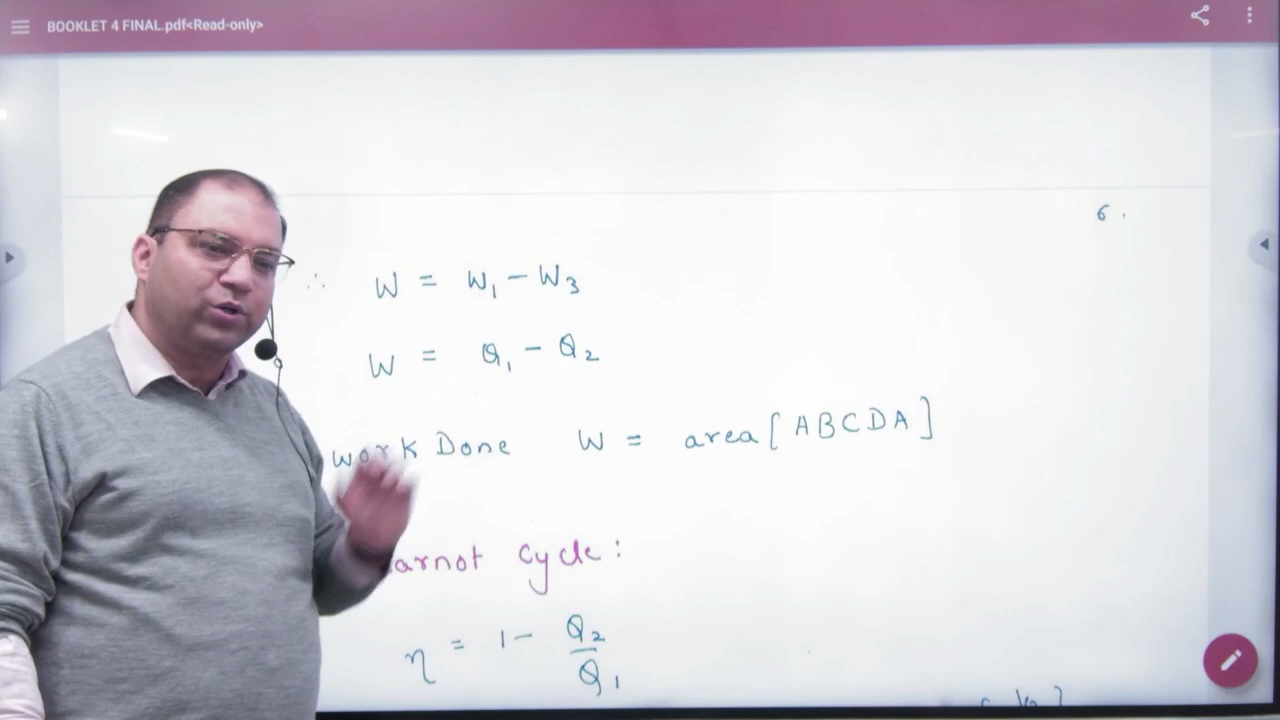 BOOKLET 4 FINAL.pdf<Read-only>
6.
∴ W = W₁ - W₃
W = Q₁ - Q₂
work Done W = area [ABCDA]
arnot cycle:
η = 1 - Q₂/Q₁